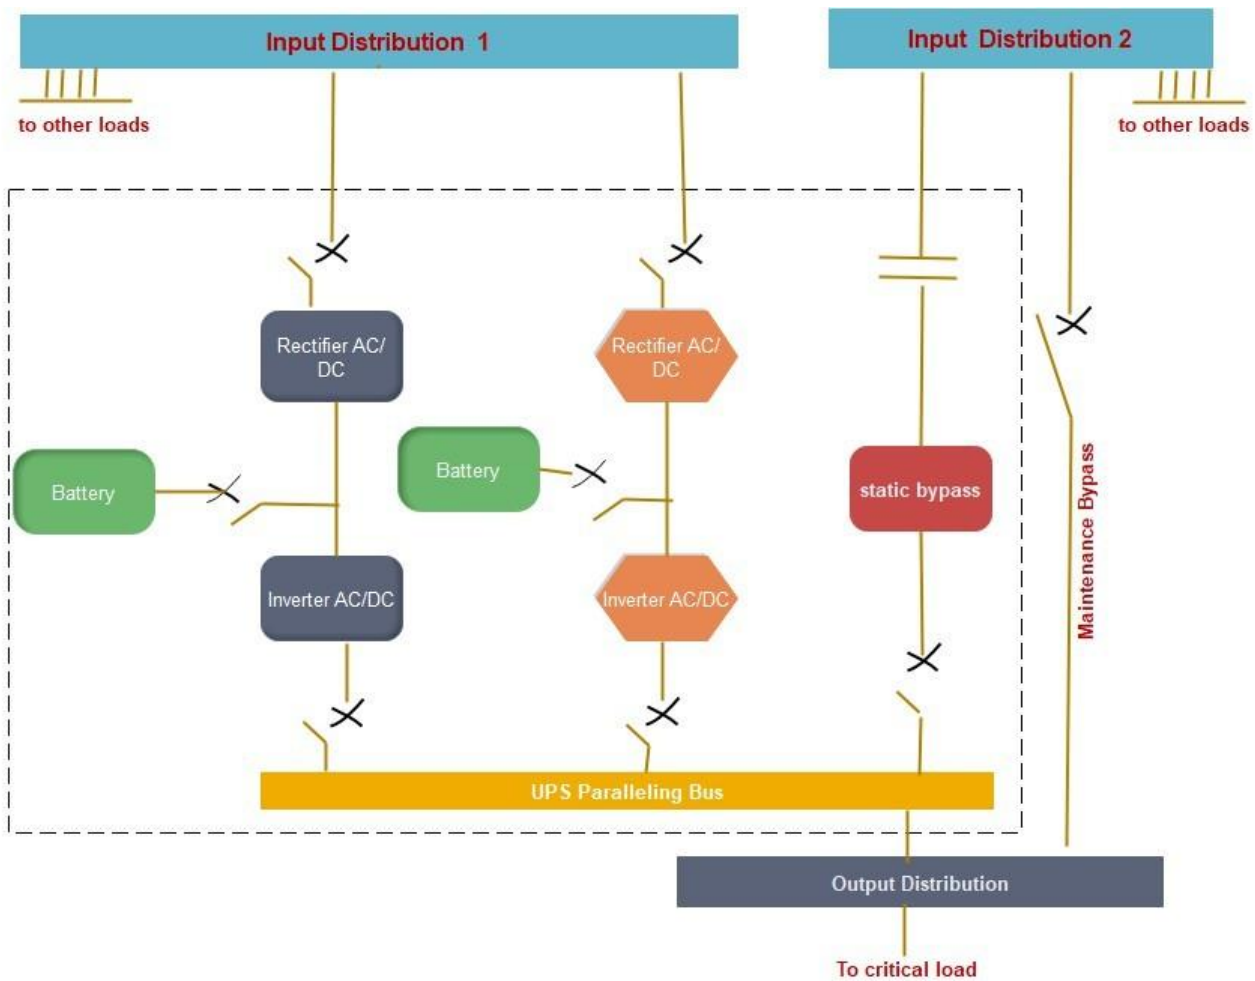 Input Distribution 1
Input Distribution 2
to other loads
to other loads
Rectifier AC/
DC
Rectifier AC/
DC
Battery
Battery
static bypass
Maintenance Bypass
Inverter AC/DC
Inverter AC/DC
UPS Paralleling Bus
Output Distribution
To critical load